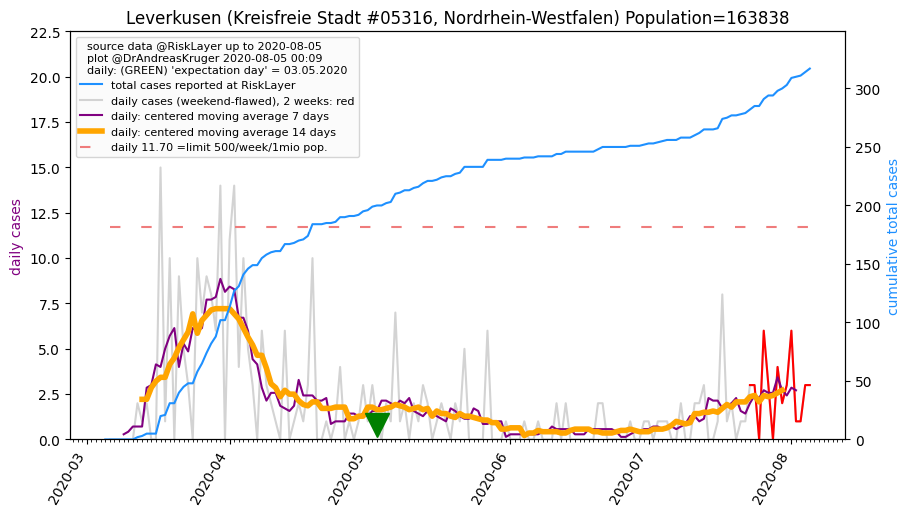 Leverkusen (Kreisfreie Stadt #05316, Nordrhein-Westfalen) Population=163838
source data @RiskLayer up to 2020-08-05
plot @DrAndreasKruger 2020-08-05 00:09
daily: (GREEN) 'expectation day' = 03.05.2020
total cases reported at RiskLayer
daily cases (weekend-flawed), 2 weeks: red
daily: centered moving average 7 days
daily: centered moving average 14 days
daily 11.70 =limit 500/week/1mio pop.
daily cases
22.5
20.0
17.5
15.0
12.5
10.0
7.5
5.0
2.5
0.0
cumulative total cases
300
250
200
150
100
50
0
2020-03
2020-04
2020-05
2020-06
2020-07
2020-08